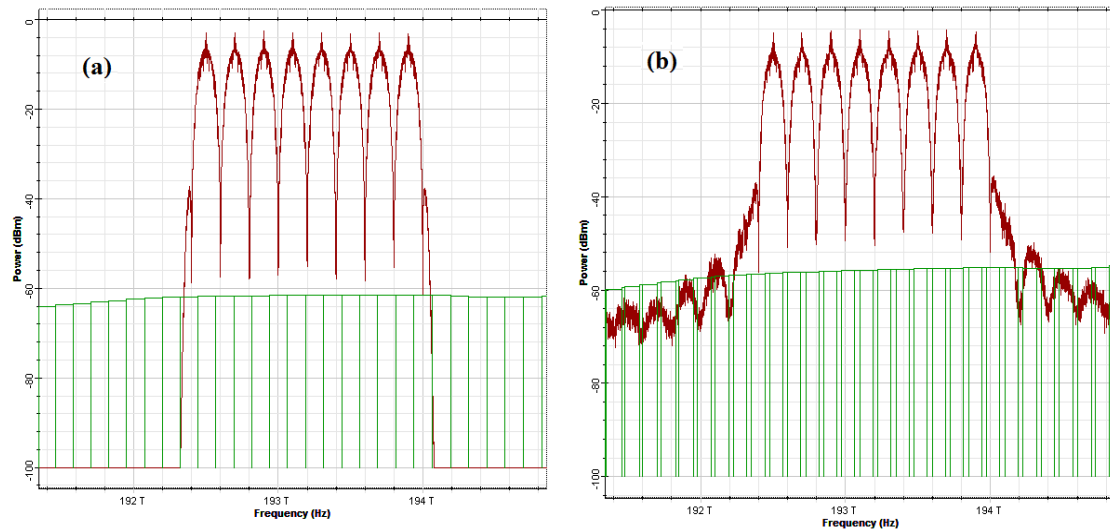 (a)
0
-20
-40
-60
-80
-100
Power (dBm)
192 T
193 T
194 T
Frequency (Hz)
(b)
0
-20
-40
-60
-80
-100
Power (dBm)
192 T
193 T
194 T
Frequency (Hz)